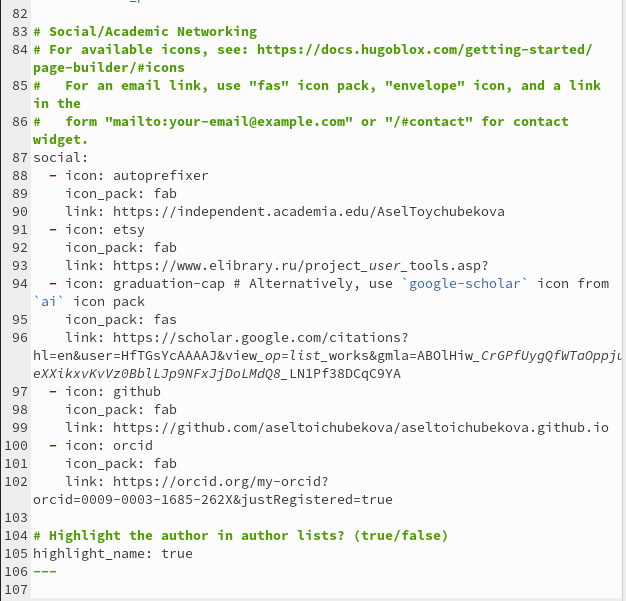 82
83 # Social/Academic Networking
84 # For available icons, see: https://docs.hugoblox.com/getting-started/
page-builder/#icons
85 #   For an email link, use "fas" icon pack, "envelope" icon, and a link
in the
86 #   form "mailto:your-email@example.com" or "/#contact" for contact
widget.
87 social:
88   - icon: autoprefixer
89     icon_pack: fab
90     link: https://independent.academia.edu/AselToychubekova
91   - icon: etsy
92     icon_pack: fab
93     link: https://www.elibrary.ru/project_user_tools.asp?
94   - icon: graduation-cap # Alternatively, use `google-scholar` icon from
`ai` icon pack
95     icon_pack: fas
96     link: https://scholar.google.com/citations?
hl=en&user=HfTGsYcAAAAJ&view_op=list_works&gmla=ABOlHiw_CrGPfUygQfWTaOppju
eXXikxvKvVz0BblLJp9NFxJjDoLMdQ8_LN1Pf38DCqC9YA
97   - icon: github
98     icon_pack: fab
99     link: https://github.com/aseltoichubekova/aseltoichubekova.github.io
100   - icon: orcid
101     icon_pack: fab
102     link: https://orcid.org/my-orcid?
orcid=0009-0003-1685-262X&justRegistered=true
103
104 # Highlight the author in author lists? (true/false)
105 highlight_name: true
106 ---
107